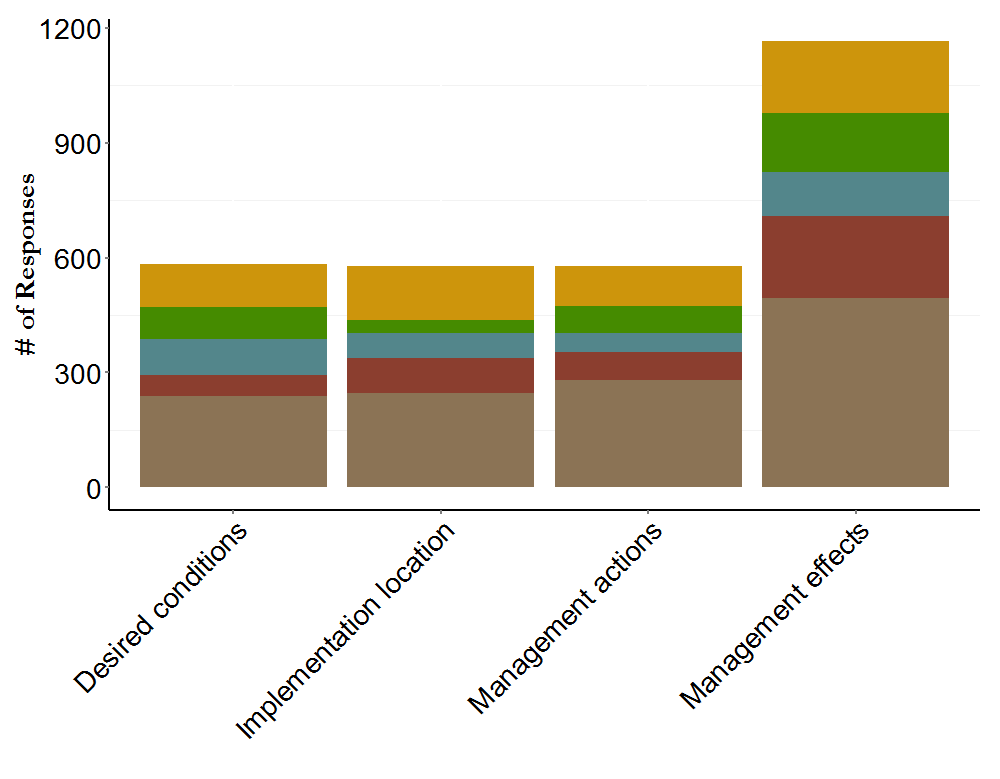 1200
900
600
300
0
# of Responses
Desired conditions
Implementation location
Management actions
Management effects